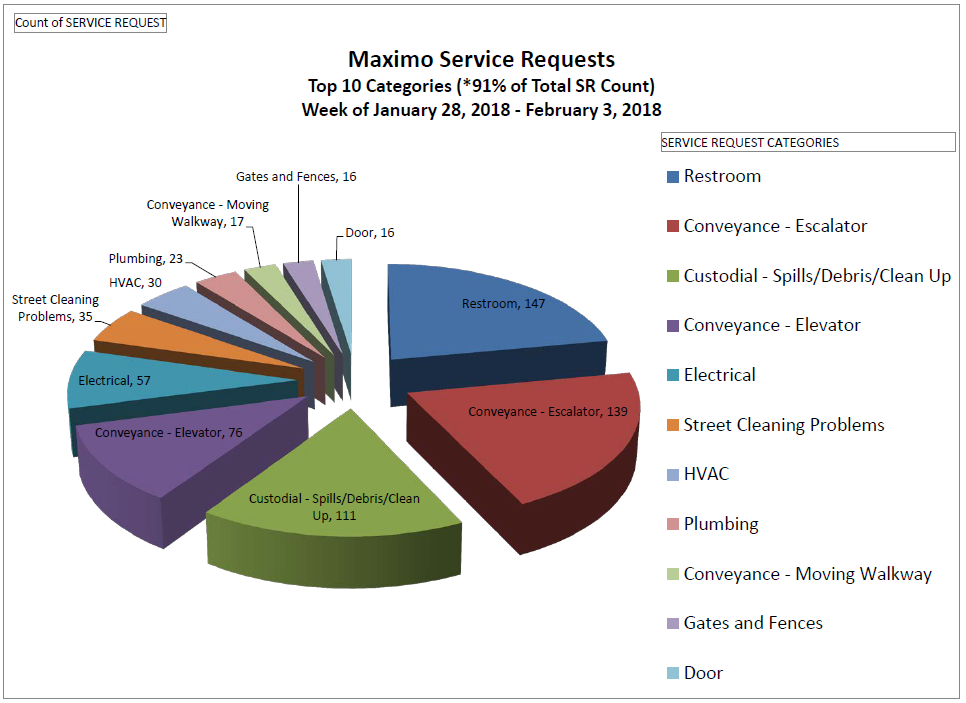 Count of SERVICE REQUEST
Maximo Service Requests
Top 10 Categories (*91% of Total SR Count)
Week of January 28, 2018 - February 3, 2018
SERVICE REQUEST CATEGORIES
Restroom
Conveyance - Escalator
Custodial - Spills/Debris/Clean Up
Conveyance - Elevator
Electrical
Street Cleaning Problems
HVAC
Plumbing
Conveyance - Moving Walkway
Gates and Fences
Door
Gates and Fences, 16
Conveyance - Moving
Walkway, 17
Door, 16
Plumbing, 23
HVAC, 30
Street Cleaning
Problems, 35
Restroom, 147
Electrical, 57
Conveyance - Escalator, 139
Conveyance - Elevator, 76
Custodial - Spills/Debris/Clean
Up, 111